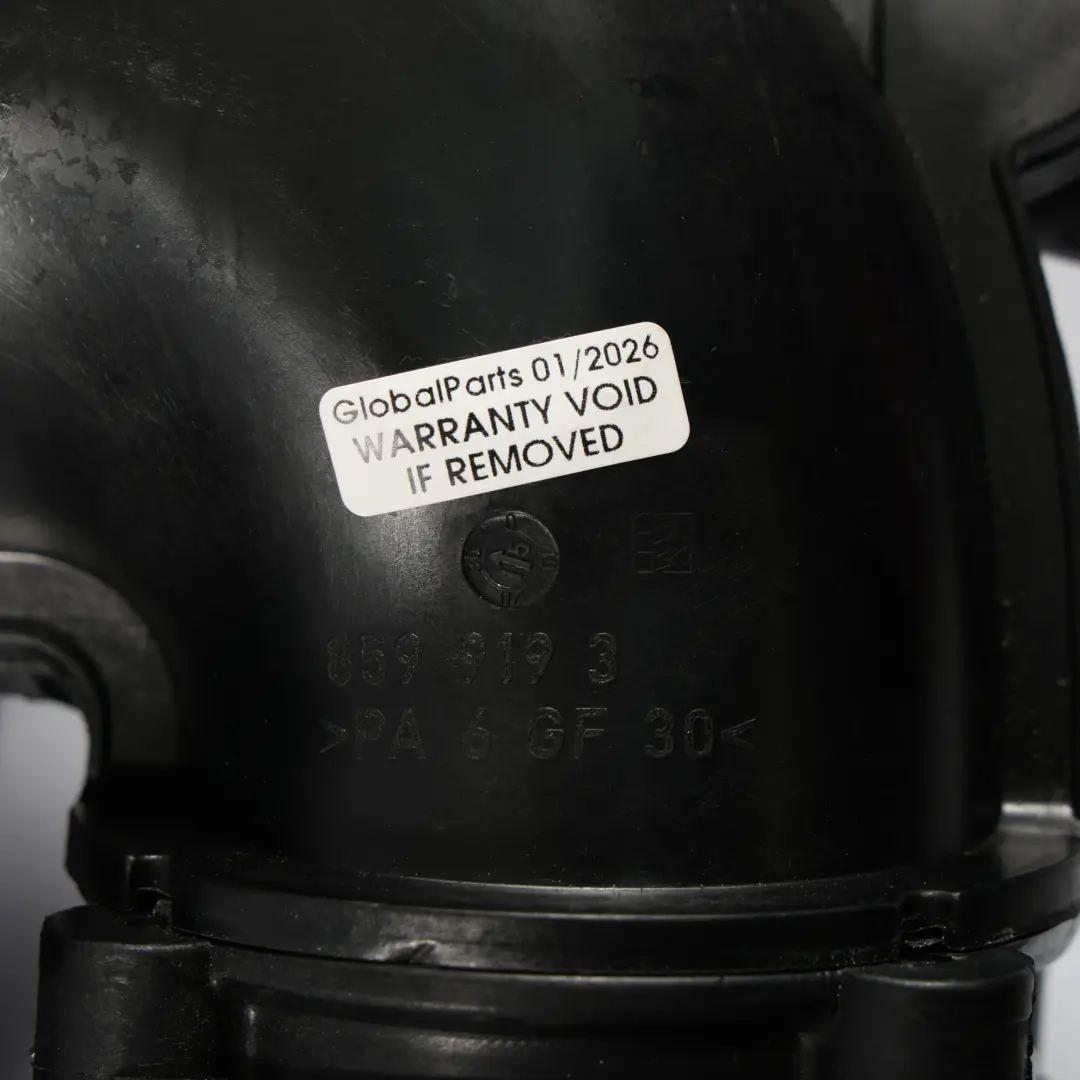 GlobalParts 01/2026
WARRANTY VOID
IF REMOVED
859 919 3
>PA 6 GF 30<